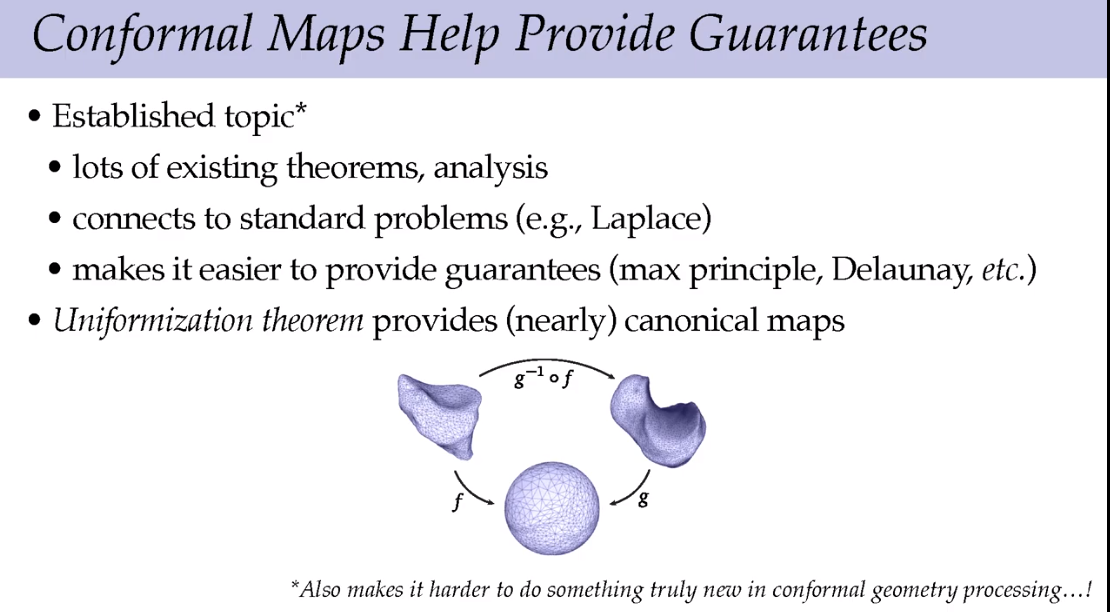 Conformal Maps Help Provide Guarantees
• Established topic*
• lots of existing theorems, analysis
• connects to standard problems (e.g., Laplace)
• makes it easier to provide guarantees (max principle, Delaunay, etc.)
• Uniformization theorem provides (nearly) canonical maps
g⁻¹ ∘ f
f
g
*Also makes it harder to do something truly new in conformal geometry processing…!